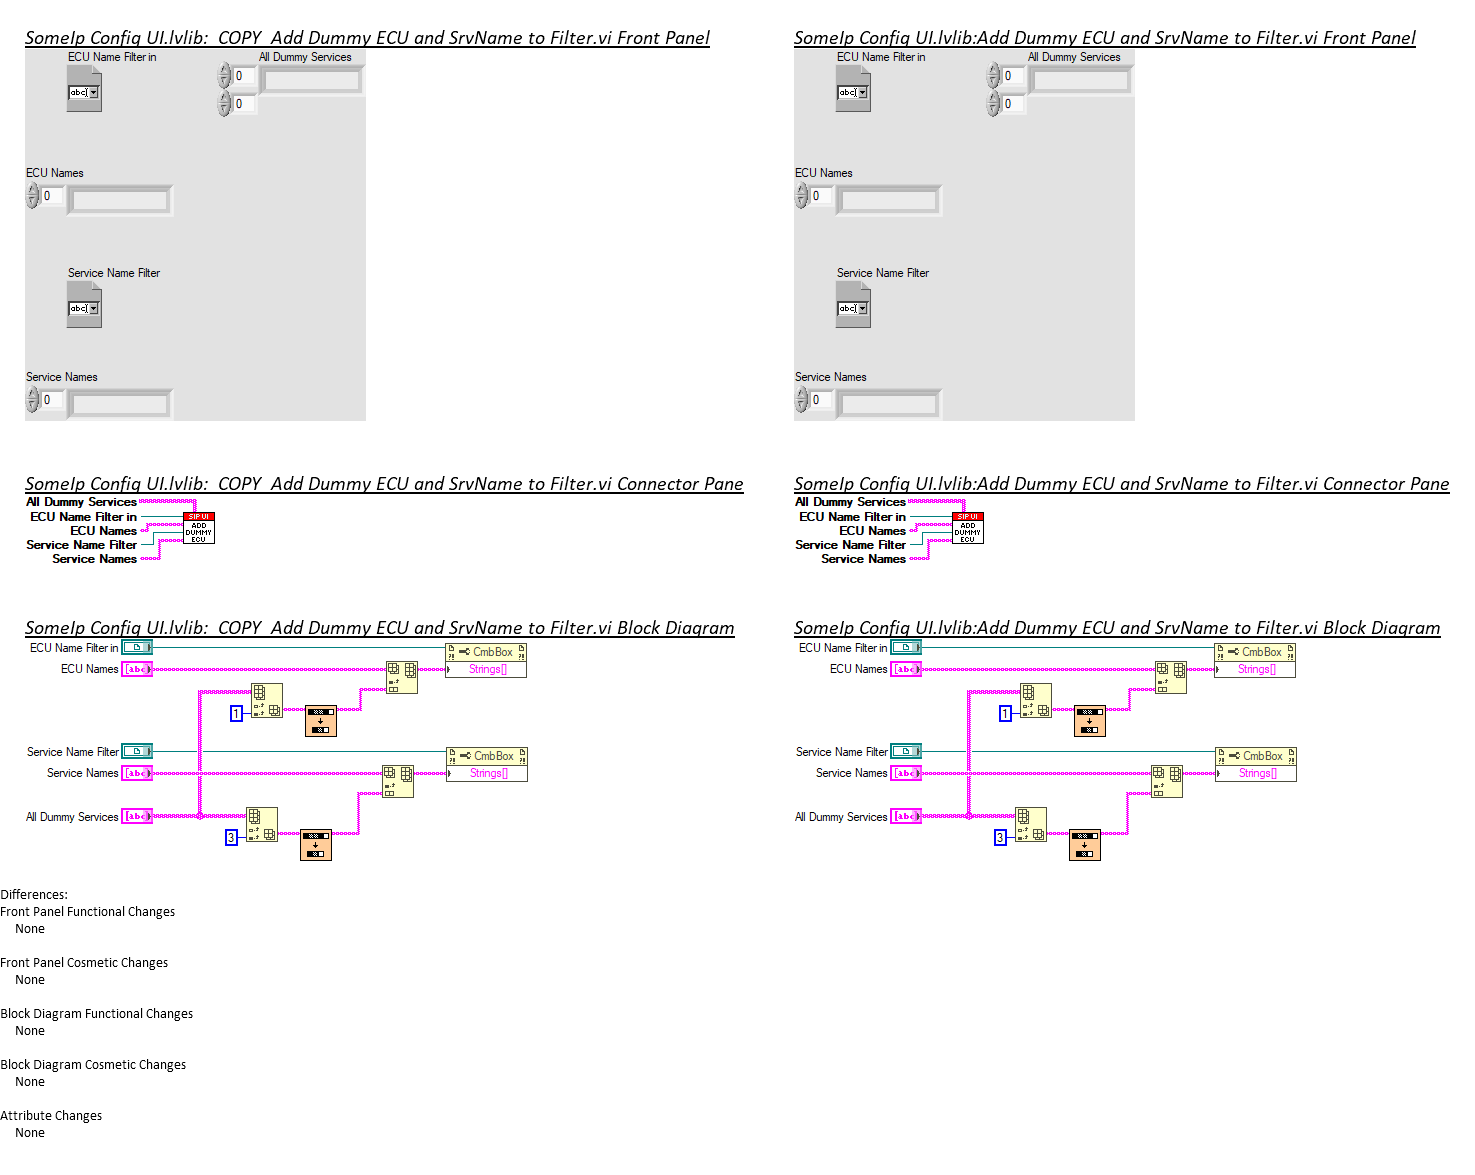 SomeIp Config UI.lvlib:  COPY  Add Dummy ECU and SrvName to Filter.vi Front Panel
ECU Name Filter in
All Dummy Services
abc
0
0
ECU Names
0
Service Name Filter
abc
Service Names
0
SomeIp Config UI.lvlib:Add Dummy ECU and SrvName to Filter.vi Front Panel
ECU Name Filter in
All Dummy Services
abc
0
0
ECU Names
0
Service Name Filter
abc
Service Names
0
SomeIp Config UI.lvlib:  COPY  Add Dummy ECU and SrvName to Filter.vi Connector Pane
All Dummy Services
ECU Name Filter in
ECU Names
Service Name Filter
Service Names
SIP UI
ADD
DUMMY
ECU
SomeIp Config UI.lvlib:Add Dummy ECU and SrvName to Filter.vi Connector Pane
All Dummy Services
ECU Name Filter in
ECU Names
Service Name Filter
Service Names
SIP UI
ADD
DUMMY
ECU
SomeIp Config UI.lvlib:  COPY  Add Dummy ECU and SrvName to Filter.vi Block Diagram
ECU Name Filter in
CmbBox
ECU Names
abc
Strings[]
1
Service Name Filter
CmbBox
Service Names
abc
Strings[]
All Dummy Services
abc
3
SomeIp Config UI.lvlib:Add Dummy ECU and SrvName to Filter.vi Block Diagram
ECU Name Filter in
CmbBox
ECU Names
abc
Strings[]
1
Service Name Filter
CmbBox
Service Names
abc
Strings[]
All Dummy Services
abc
3
Differences:
Front Panel Functional Changes
None
Front Panel Cosmetic Changes
None
Block Diagram Functional Changes
None
Block Diagram Cosmetic Changes
None
Attribute Changes
None